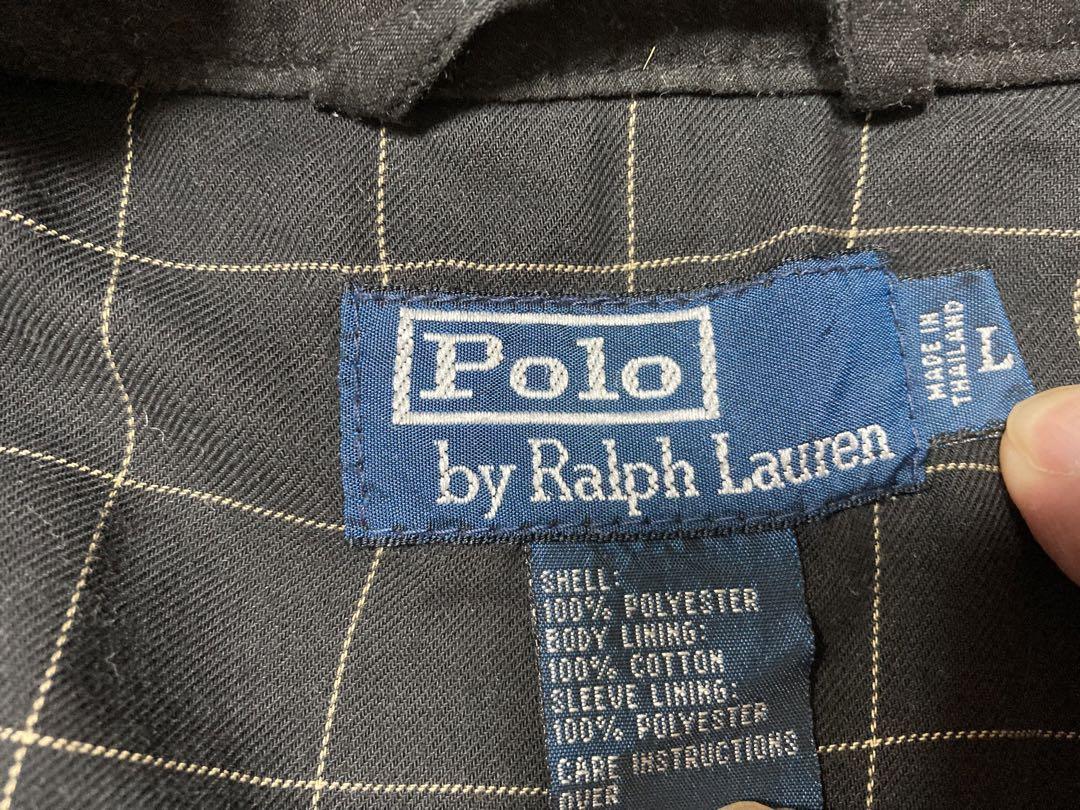 Polo
by Ralph Lauren
MADE IN
THAILAND
L
SHELL:
100% POLYESTER
BODY LINING:
100% COTTON
SLEEVE LINING:
100% POLYESTER
CARE INSTRUCTIONS
OVER